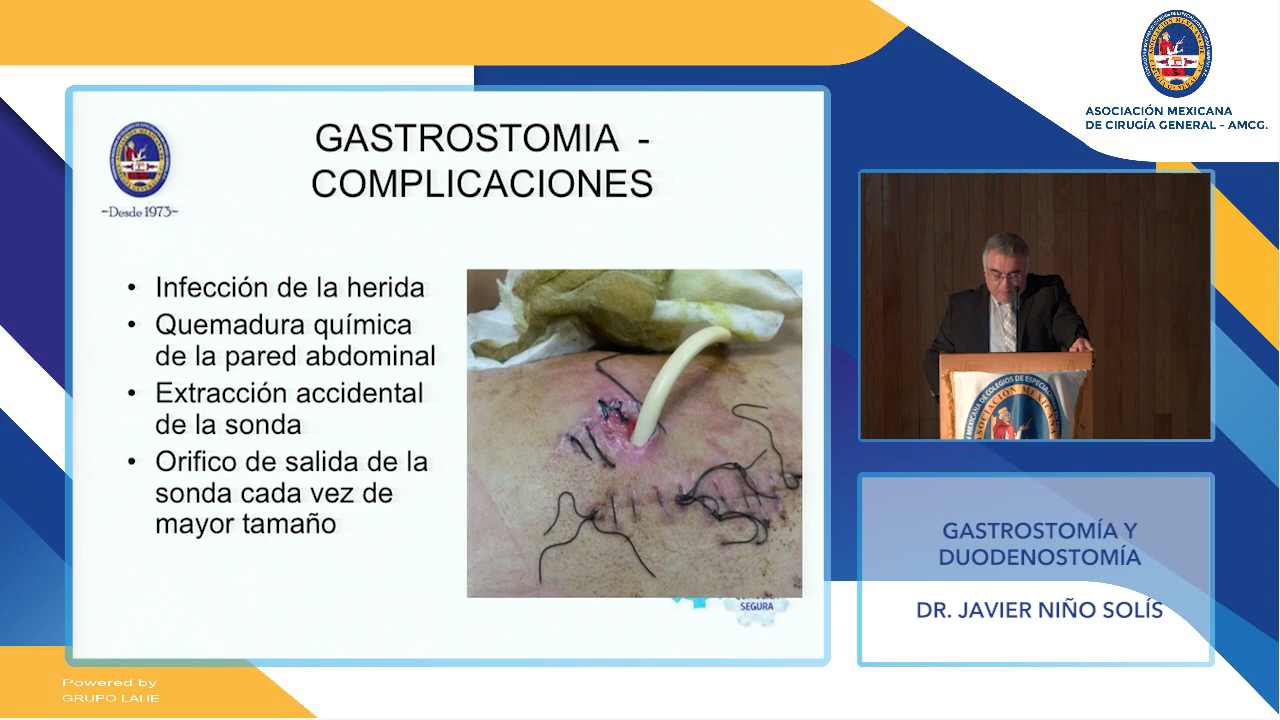 GASTROSTOMIA -
COMPLICACIONES
~Desde 1973~
• Infección de la herida
• Quemadura química
de la pared abdominal
• Extracción accidental
de la sonda
• Orifico de salida de la
sonda cada vez de
mayor tamaño
SEGURA
ASOCIACIÓN MEXICANA
DE CIRUGÍA GENERAL - AMCG.
GASTROSTOMÍA Y
DUODENOSTOMÍA
DR. JAVIER NIÑO SOLÍS
Powered by
GRUPO LAHE